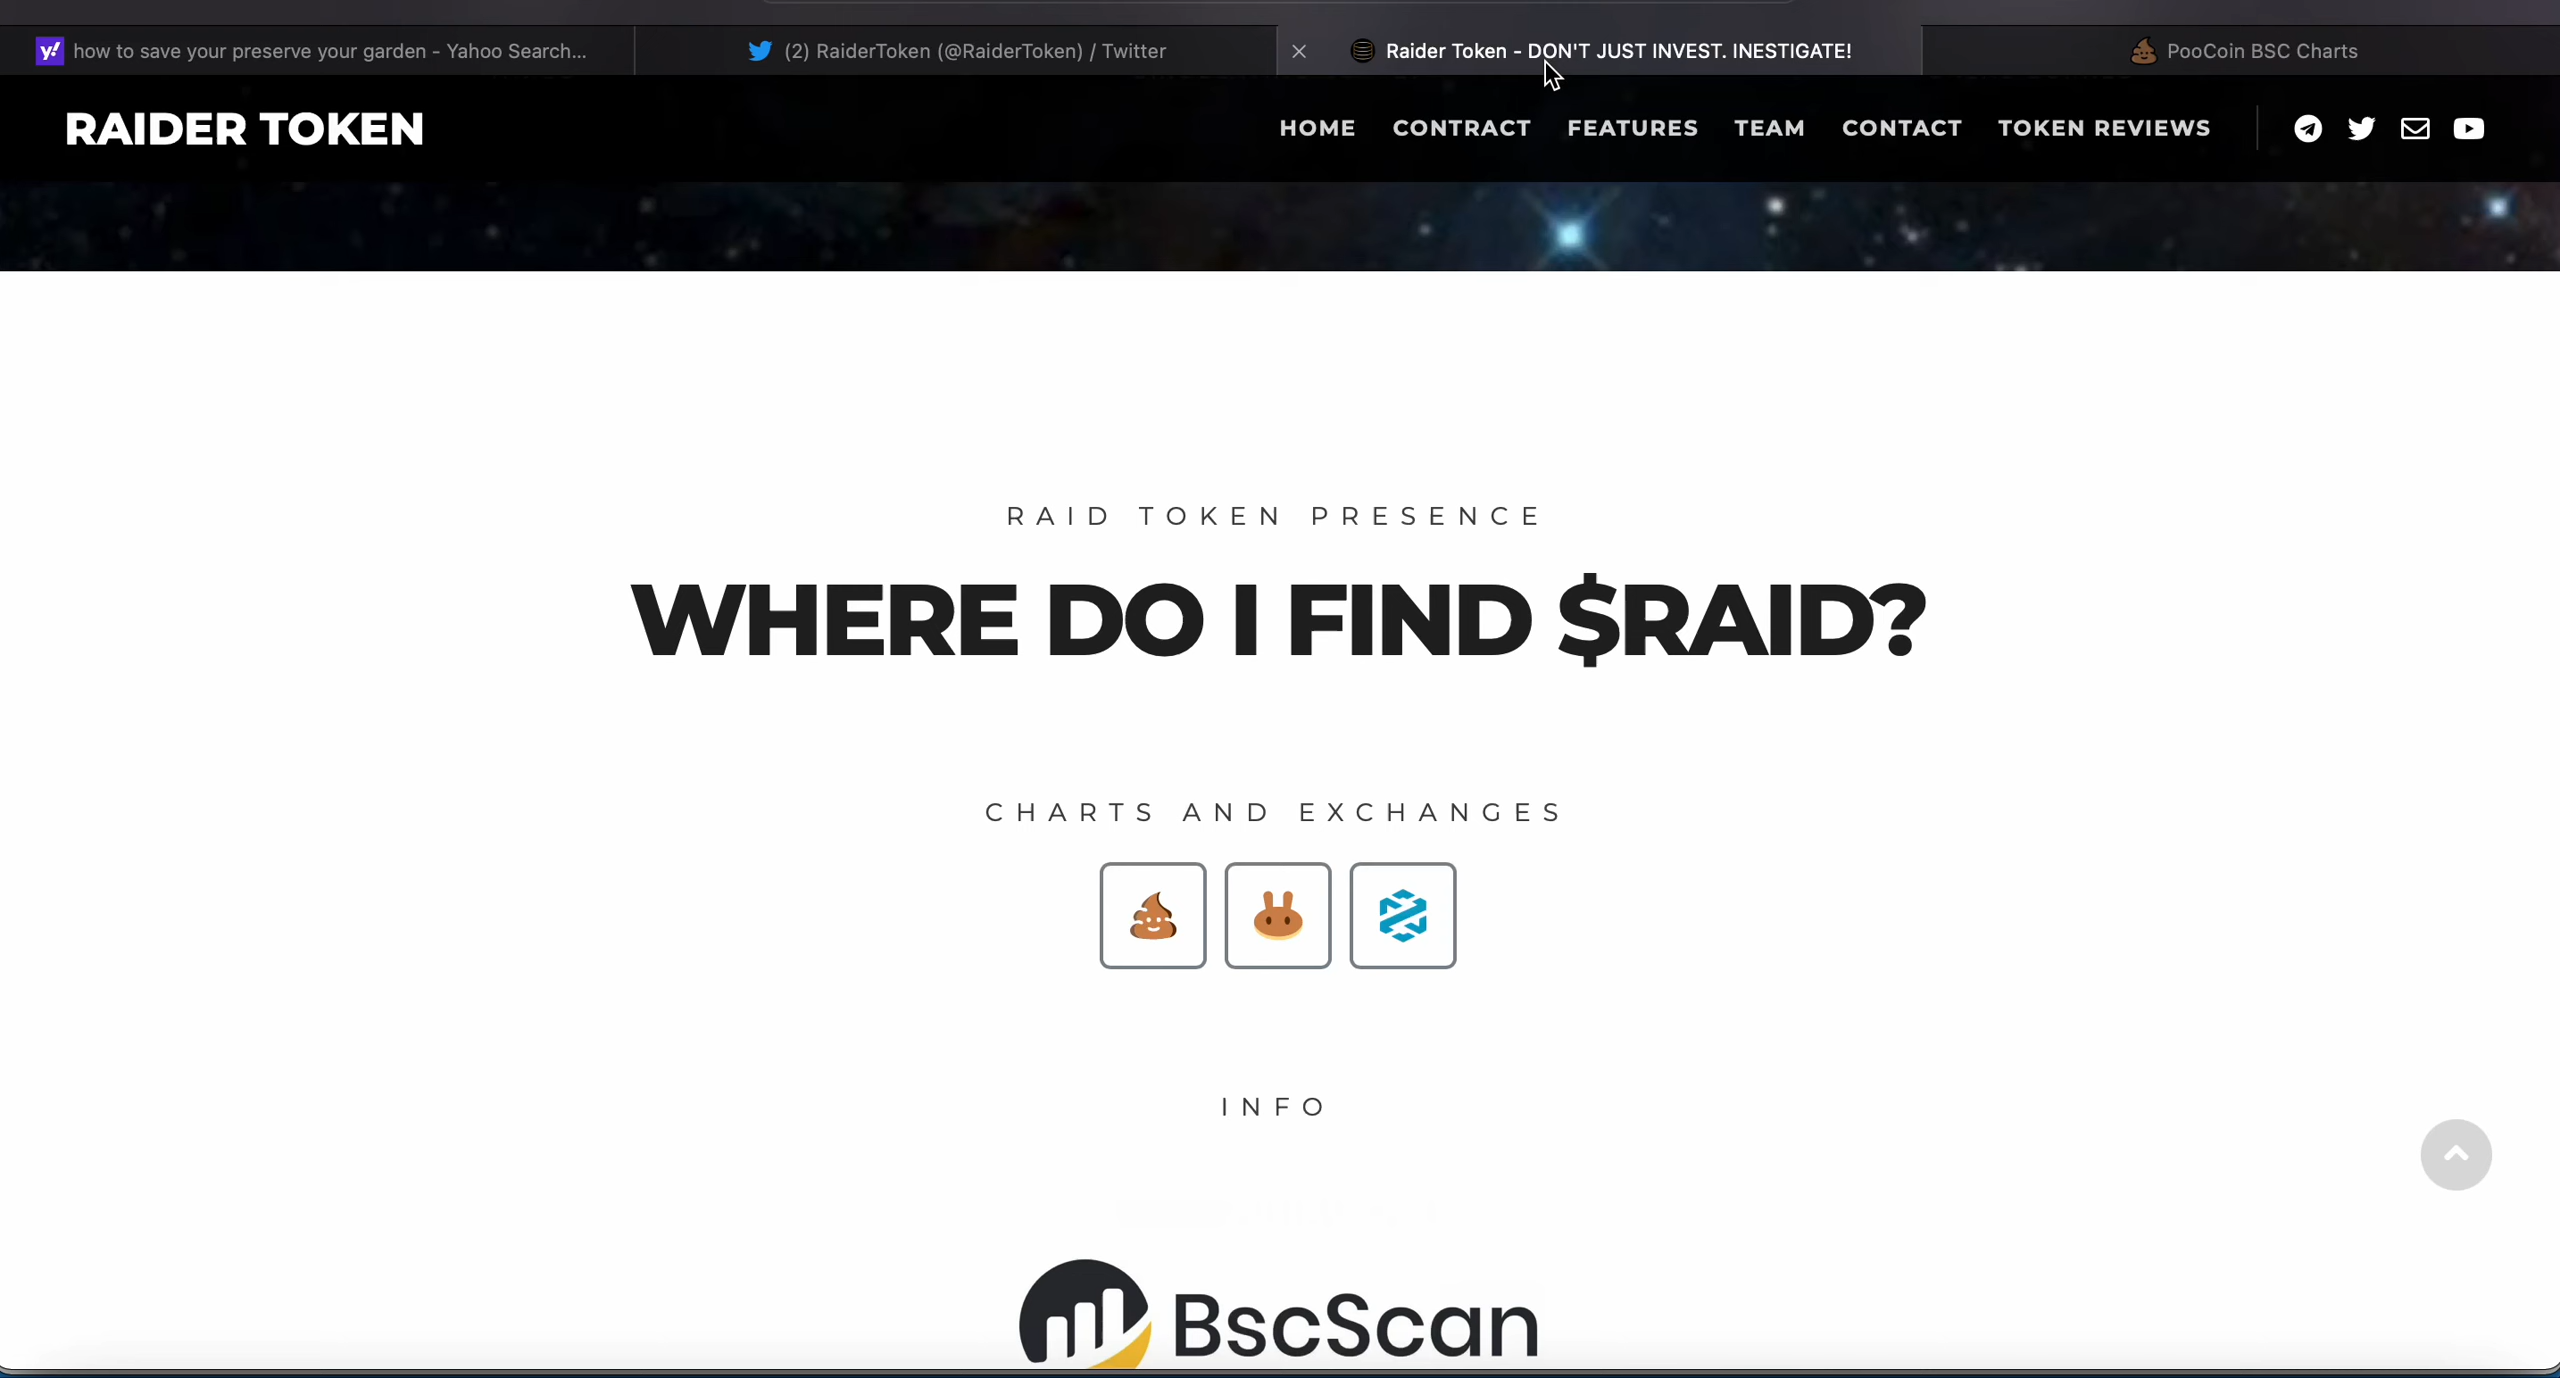 how to save your preserve your garden - Yahoo Search...
(2) RaiderToken (@RaiderToken) / Twitter
Raider Token - DON'T JUST INVEST. INESTIGATE!
PooCoin BSC Charts
RAIDER TOKEN
HOME
CONTRACT
FEATURES
TEAM
CONTACT
TOKEN REVIEWS
RAID TOKEN PRESENCE
WHERE DO I FIND $RAID?
CHARTS AND EXCHANGES
INFO
BscScan